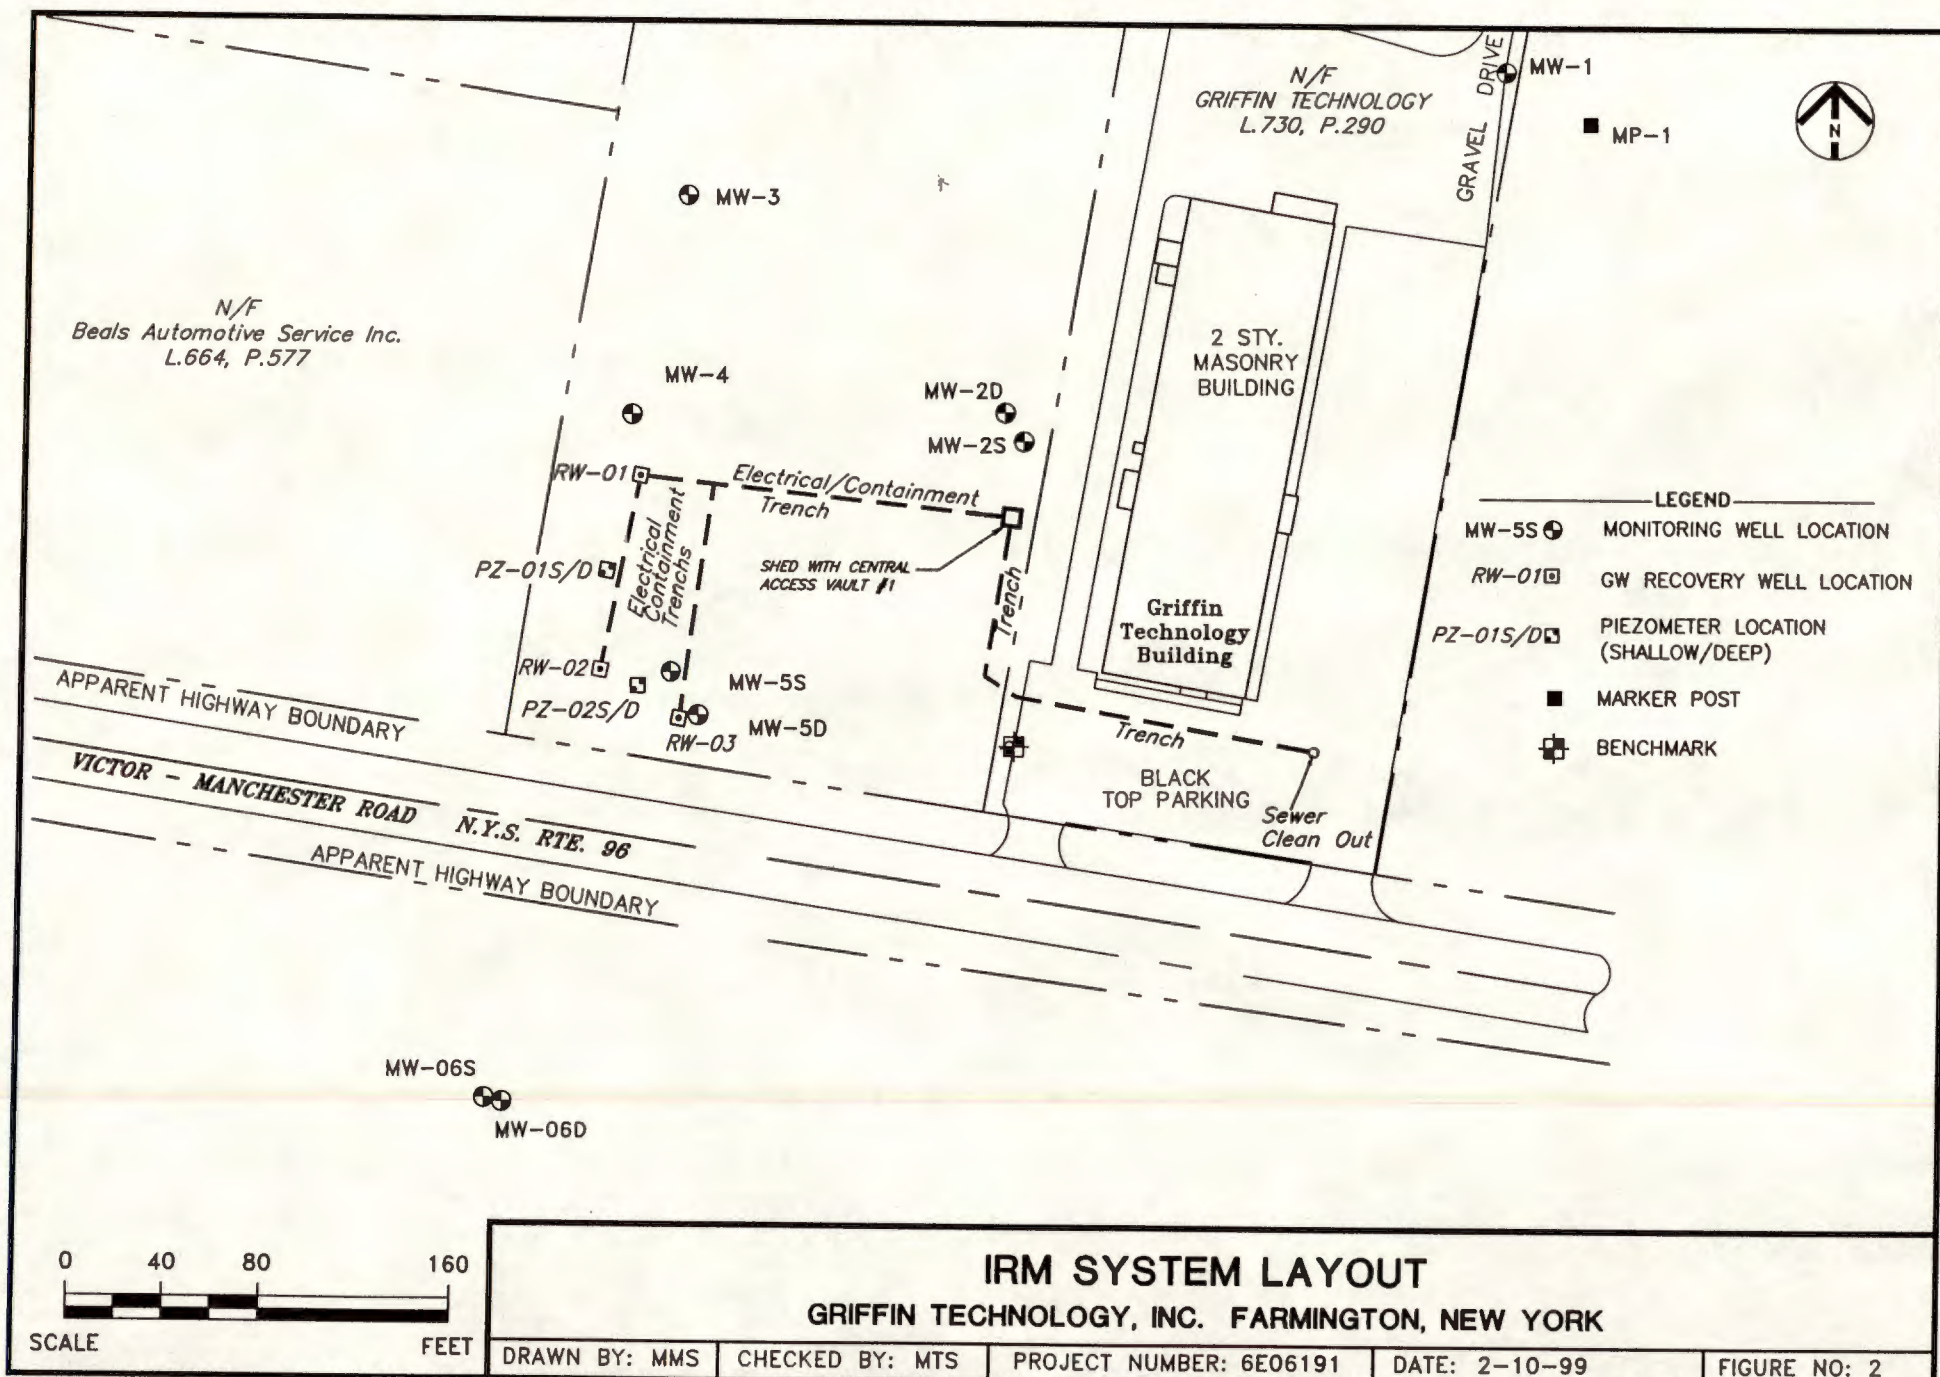 N/F
GRIFFIN TECHNOLOGY
L.730, P.290
GRAVEL DRIVE
MW-1
MP-1
N
MW-3
N/F
Beals Automotive Service Inc.
L.664, P.577
2 STY.
MASONRY
BUILDING
MW-4
MW-2D
MW-2S
RW-01
Electrical/Containment
Trench
Electrical
Containment
Trenchs
PZ-01S/D
SHED WITH CENTRAL
ACCESS VAULT #1
Trench
Griffin
Technology
Building
RW-02
MW-5S
PZ-02S/D
MW-5D
RW-03
Trench
BLACK
TOP PARKING
Sewer
Clean Out
LEGEND
MW-5S MONITORING WELL LOCATION
RW-01 GW RECOVERY WELL LOCATION
PZ-01S/D PIEZOMETER LOCATION
(SHALLOW/DEEP)
MARKER POST
BENCHMARK
APPARENT HIGHWAY BOUNDARY
VICTOR - MANCHESTER ROAD N.Y.S. RTE. 96
APPARENT HIGHWAY BOUNDARY
MW-06S
MW-06D
0 40 80 160
SCALE FEET
IRM SYSTEM LAYOUT
GRIFFIN TECHNOLOGY, INC. FARMINGTON, NEW YORK
DRAWN BY: MMS CHECKED BY: MTS PROJECT NUMBER: 6E06191 DATE: 2-10-99 FIGURE NO: 2